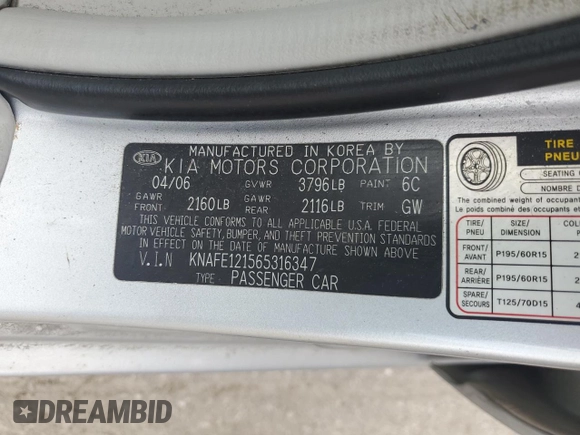 MANUFACTURED IN KOREA BY
KIA KIA MOTORS CORPORATION
04/06 GVWR 3796LB PAINT 6C
GAWR FRONT 2160LB GAWR REAR 2116LB TRIM GW
THIS VEHICLE CONFORMS TO ALL APPLICABLE U.S.A. FEDERAL
MOTOR VEHICLE SAFETY, BUMPER, AND THEFT PREVENTION STANDARDS
IN EFFECT ON THE DATE OF MANUFACTURE SHOWN ABOVE
V.I.N KNAFE121565316347
TYPE: PASSENGER CAR
TIRE
PNEU
SEATING
NOMBRE D
The combined weight of
Le poids combiné des occupants et
TIRE/ PNEU SIZE/ DIMENSION
FRONT/ AVANT P195/60R15 2
REAR/ ARRIÈRE P195/60R15 2
SPARE/ SECOURS T125/70D15 4
DREAMBID